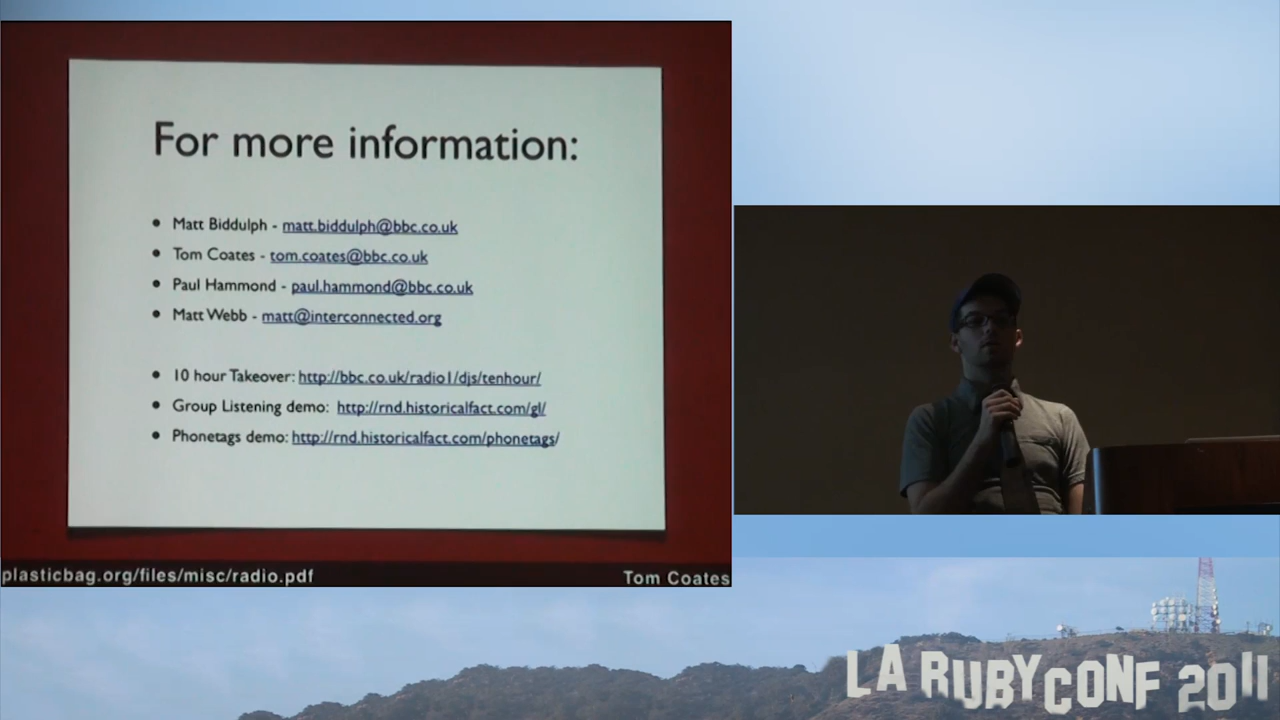 For more information:
• Matt Biddulph - matt.biddulph@bbc.co.uk
• Tom Coates - tom.coates@bbc.co.uk
• Paul Hammond - paul.hammond@bbc.co.uk
• Matt Webb - matt@interconnected.org
• 10 hour Takeover: http://bbc.co.uk/radio1/djs/tenhour/
• Group Listening demo: http://rnd.historicalfact.com/gl/
• Phonetags demo: http://rnd.historicalfact.com/phonetags/
plasticbag.org/files/misc/radio.pdf
Tom Coates
LA RUBYCONF 2011